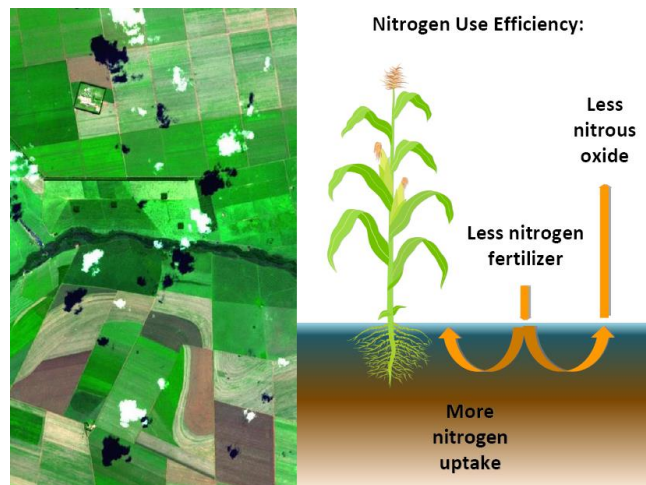 Nitrogen Use Efficiency:
Less
nitrous
oxide
Less nitrogen
fertilizer
More
nitrogen
uptake